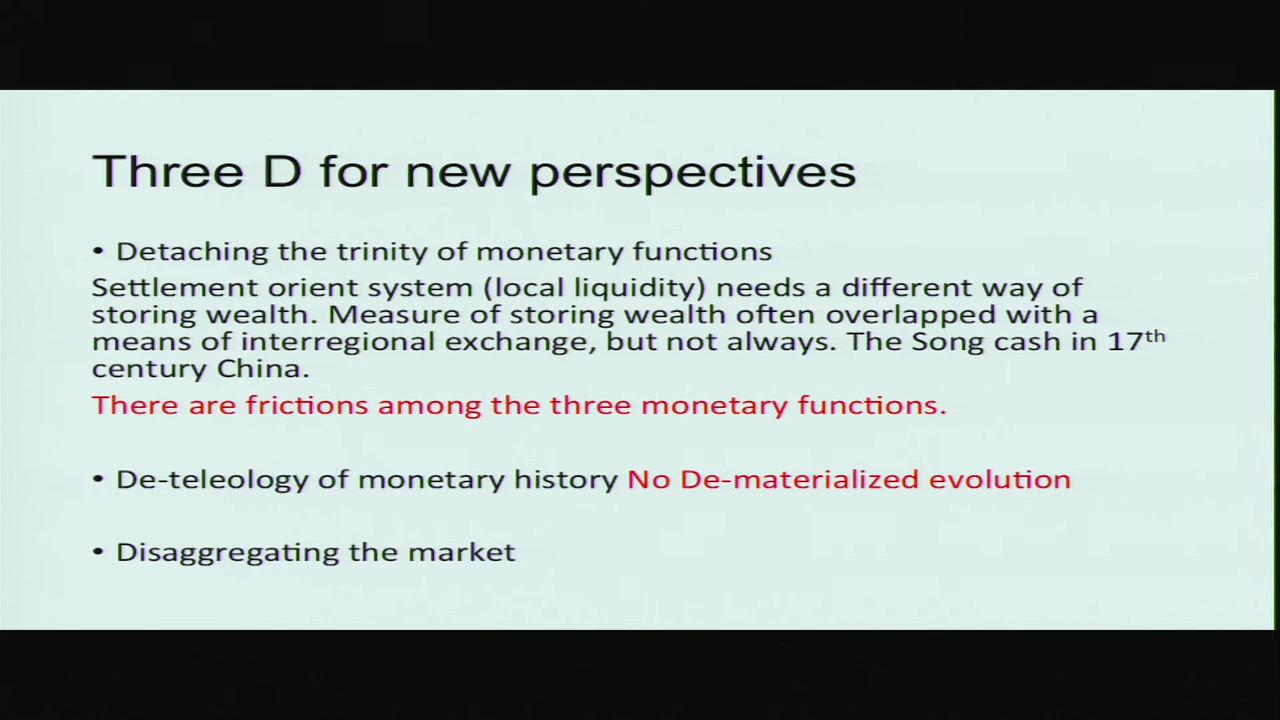 Three D for new perspectives
• Detaching the trinity of monetary functions
Settlement orient system (local liquidity) needs a different way of
storing wealth. Measure of storing wealth often overlapped with a
means of interregional exchange, but not always. The Song cash in 17th
century China.
There are frictions among the three monetary functions.
• De-teleology of monetary history No De-materialized evolution
• Disaggregating the market